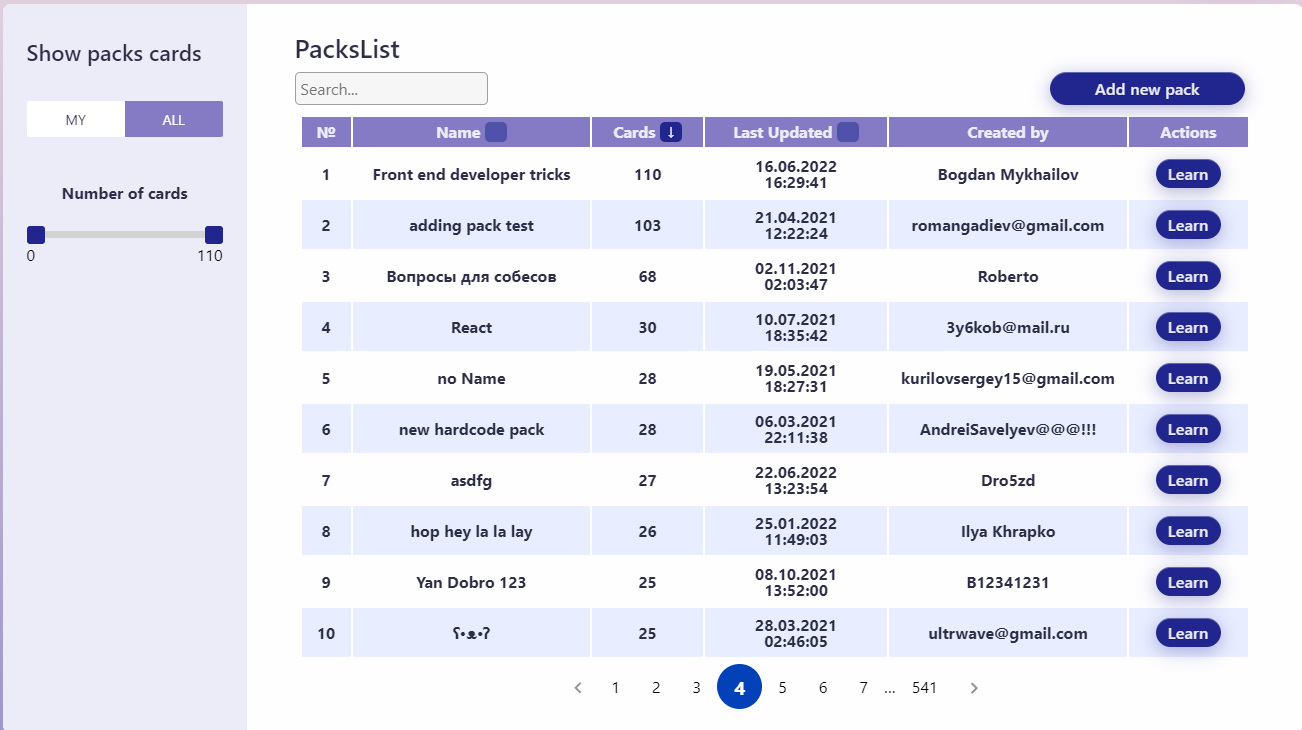 Show packs cards
MY ALL
Number of cards
0 110
PacksList
Search...
Add new pack
№ Name Cards ↓ Last Updated Created by Actions
1 Front end developer tricks 110 16.06.2022 16:29:41 Bogdan Mykhailov Learn
2 adding pack test 103 21.04.2021 12:22:24 romangadiev@gmail.com Learn
3 Вопросы для собесов 68 02.11.2021 02:03:47 Roberto Learn
4 React 30 10.07.2021 18:35:42 3y6kob@mail.ru Learn
5 no Name 28 19.05.2021 18:27:31 kurilovsergey15@gmail.com Learn
6 new hardcode pack 28 06.03.2021 22:11:38 AndreiSavelyev@@@!!! Learn
7 asdfg 27 22.06.2022 13:23:54 Dro5zd Learn
8 hop hey la la lay 26 25.01.2022 11:49:03 Ilya Khrapko Learn
9 Yan Dobro 123 25 08.10.2021 13:52:00 B12341231 Learn
10 ʕ•ᴥ•ʔ 25 28.03.2021 02:46:05 ultrwave@gmail.com Learn
‹ 1 2 3 4 5 6 7 ... 541 ›